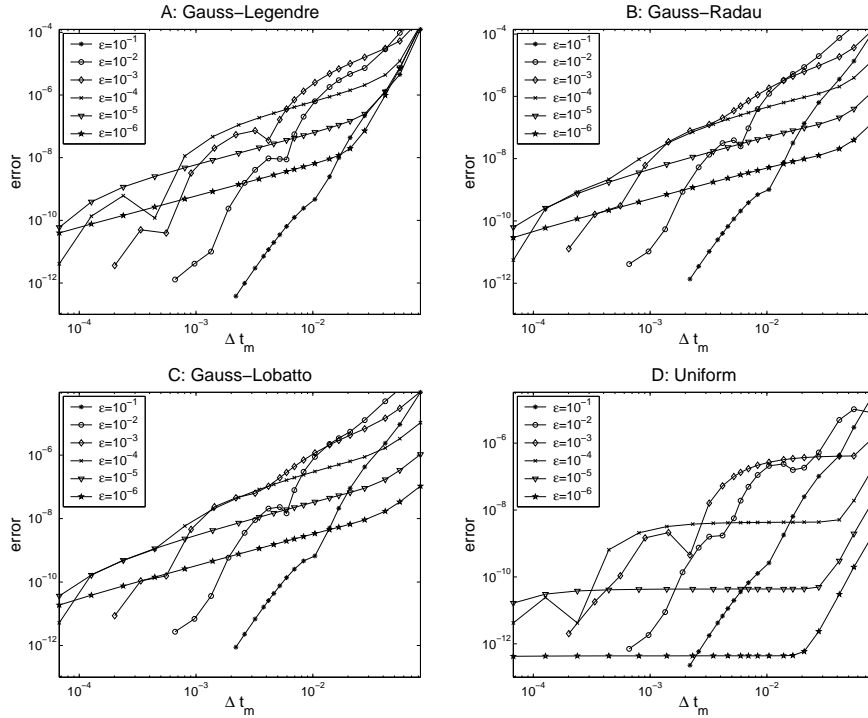 A: Gauss−Legendre
error
10⁻⁴
10⁻⁶
10⁻⁸
10⁻¹⁰
10⁻¹²
ε=10⁻¹
ε=10⁻²
ε=10⁻³
ε=10⁻⁴
ε=10⁻⁵
ε=10⁻⁶
10⁻⁴
10⁻³
10⁻²
Δ tₘ
B: Gauss−Radau
error
10⁻⁴
10⁻⁶
10⁻⁸
10⁻¹⁰
10⁻¹²
ε=10⁻¹
ε=10⁻²
ε=10⁻³
ε=10⁻⁴
ε=10⁻⁵
ε=10⁻⁶
10⁻⁴
10⁻³
10⁻²
Δ tₘ
C: Gauss−Lobatto
error
10⁻⁴
10⁻⁶
10⁻⁸
10⁻¹⁰
10⁻¹²
ε=10⁻¹
ε=10⁻²
ε=10⁻³
ε=10⁻⁴
ε=10⁻⁵
ε=10⁻⁶
10⁻⁴
10⁻³
10⁻²
Δ tₘ
D: Uniform
error
10⁻⁶
10⁻⁸
10⁻¹⁰
10⁻¹²
ε=10⁻¹
ε=10⁻²
ε=10⁻³
ε=10⁻⁴
ε=10⁻⁵
ε=10⁻⁶
10⁻⁴
10⁻³
10⁻²
Δ tₘ